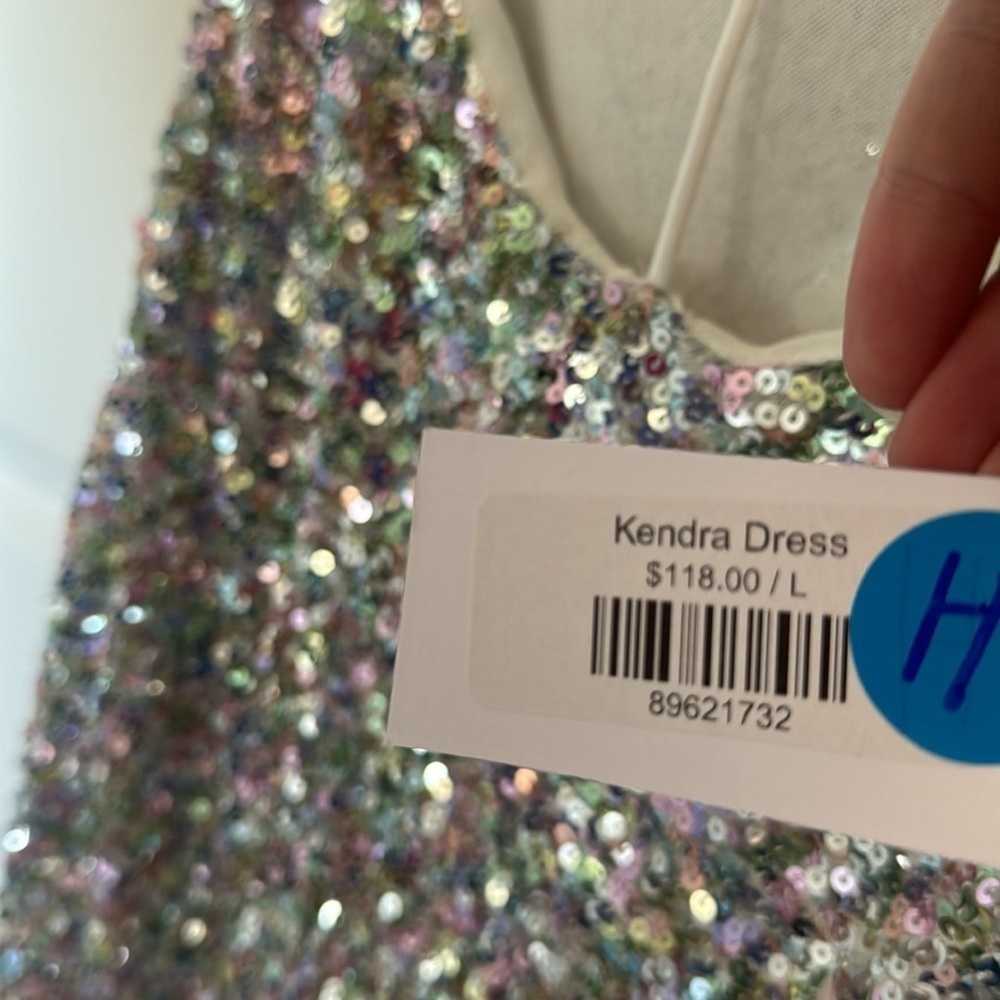 Kendra Dress
$118.00 / L
89621732
H